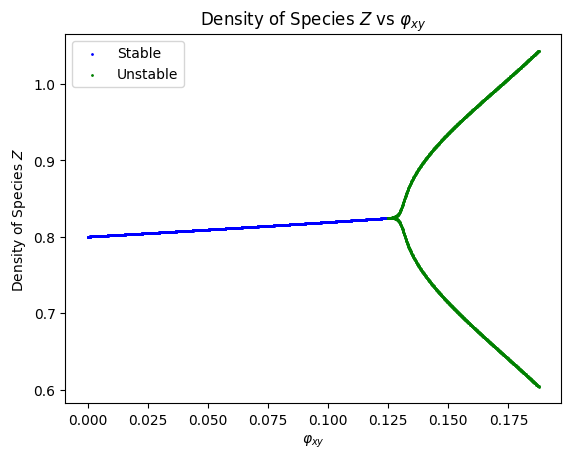 Density of Species Z vs φxy
Stable
Unstable
Density of Species Z
1.0
0.9
0.8
0.7
0.6
0.000 0.025 0.050 0.075 0.100 0.125 0.150 0.175
φxy